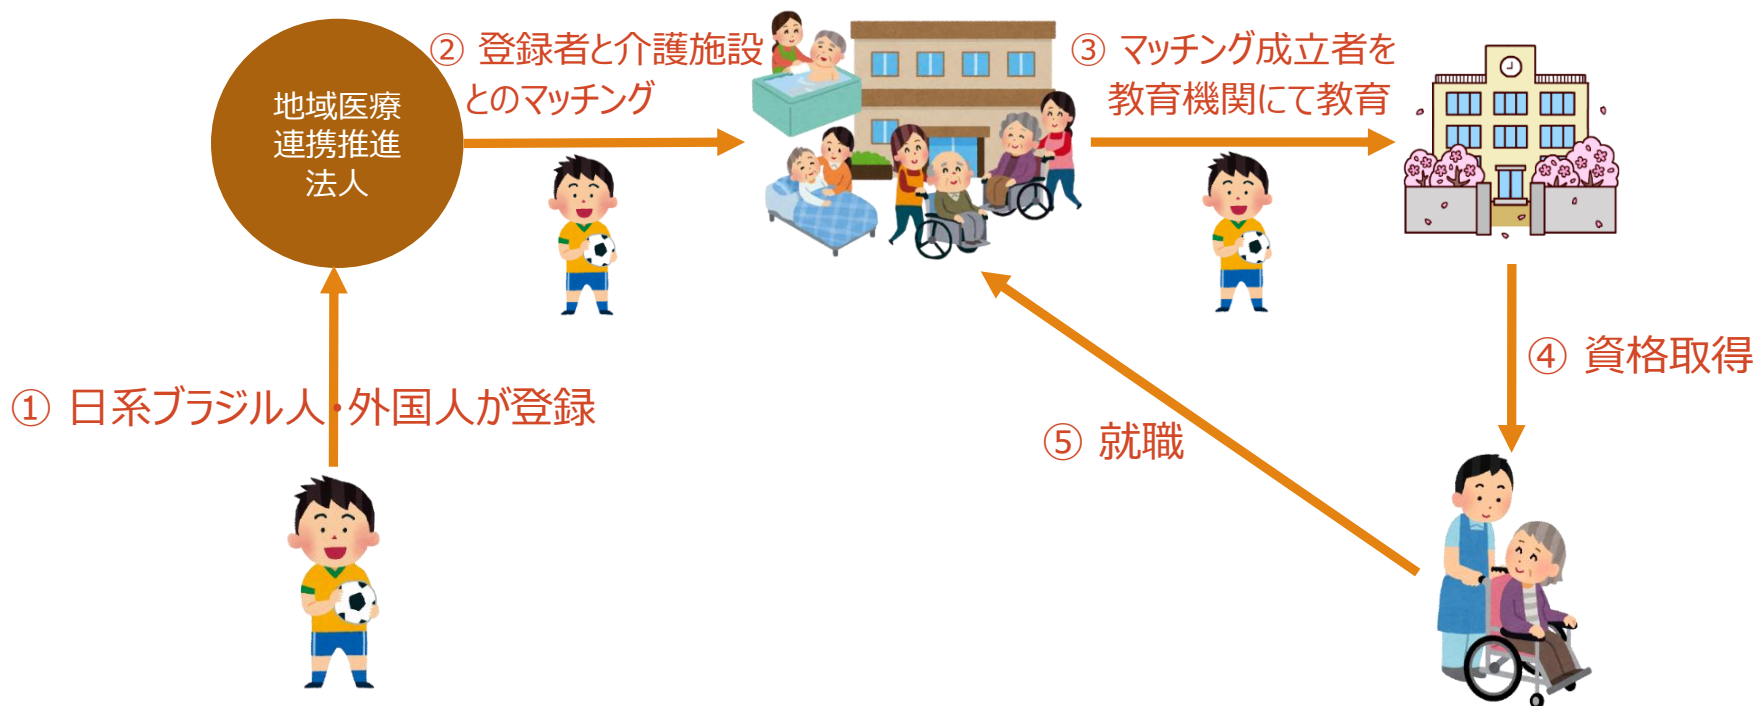 地域医療
連携推進
法人
② 登録者と介護施設
とのマッチング
③ マッチング成立者を
教育機関にて教育
① 日系ブラジル人・外国人が登録
④ 資格取得
⑤ 就職